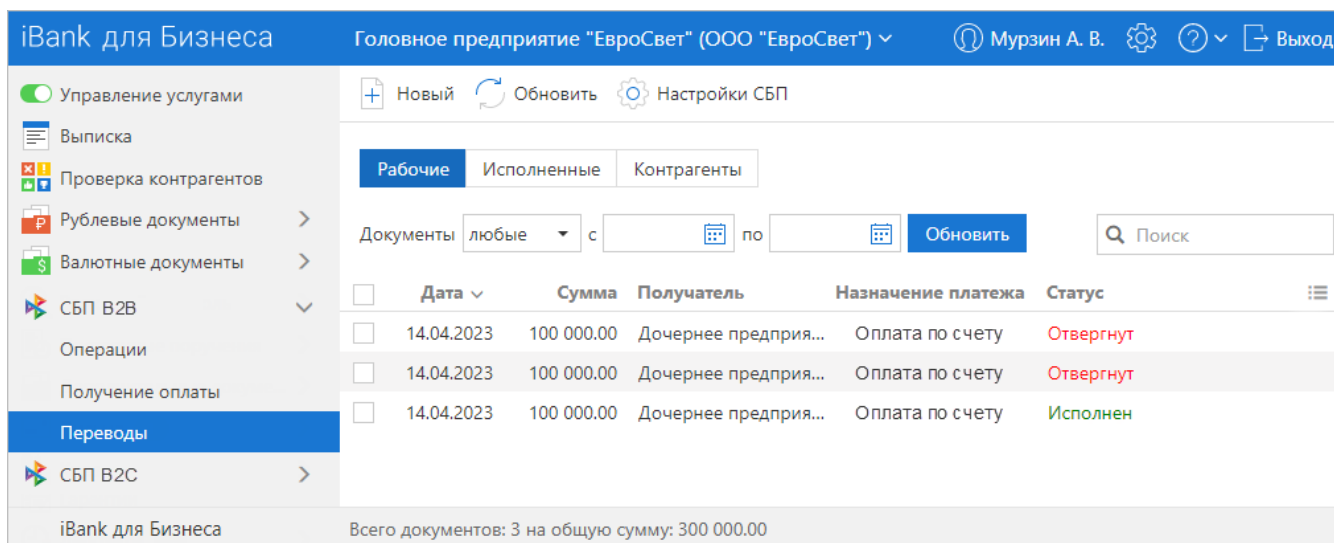 iBank для Бизнеса
Головное предприятие "ЕвроСвет" (ООО "ЕвроСвет")
Мурзин А. В.
Выход
Управление услугами
Выписка
Проверка контрагентов
Рублевые документы
Валютные документы
СБП B2B
Операции
Получение оплаты
Переводы
СБП B2C
iBank для Бизнеса
Новый Обновить Настройки СБП
Рабочие Исполненные Контрагенты
Документы любые с по Обновить Поиск
Дата Сумма Получатель Назначение платежа Статус
14.04.2023 100 000.00 Дочернее предприя... Оплата по счету Отвергнут
14.04.2023 100 000.00 Дочернее предприя... Оплата по счету Отвергнут
14.04.2023 100 000.00 Дочернее предприя... Оплата по счету Исполнен
Всего документов: 3 на общую сумму: 300 000.00